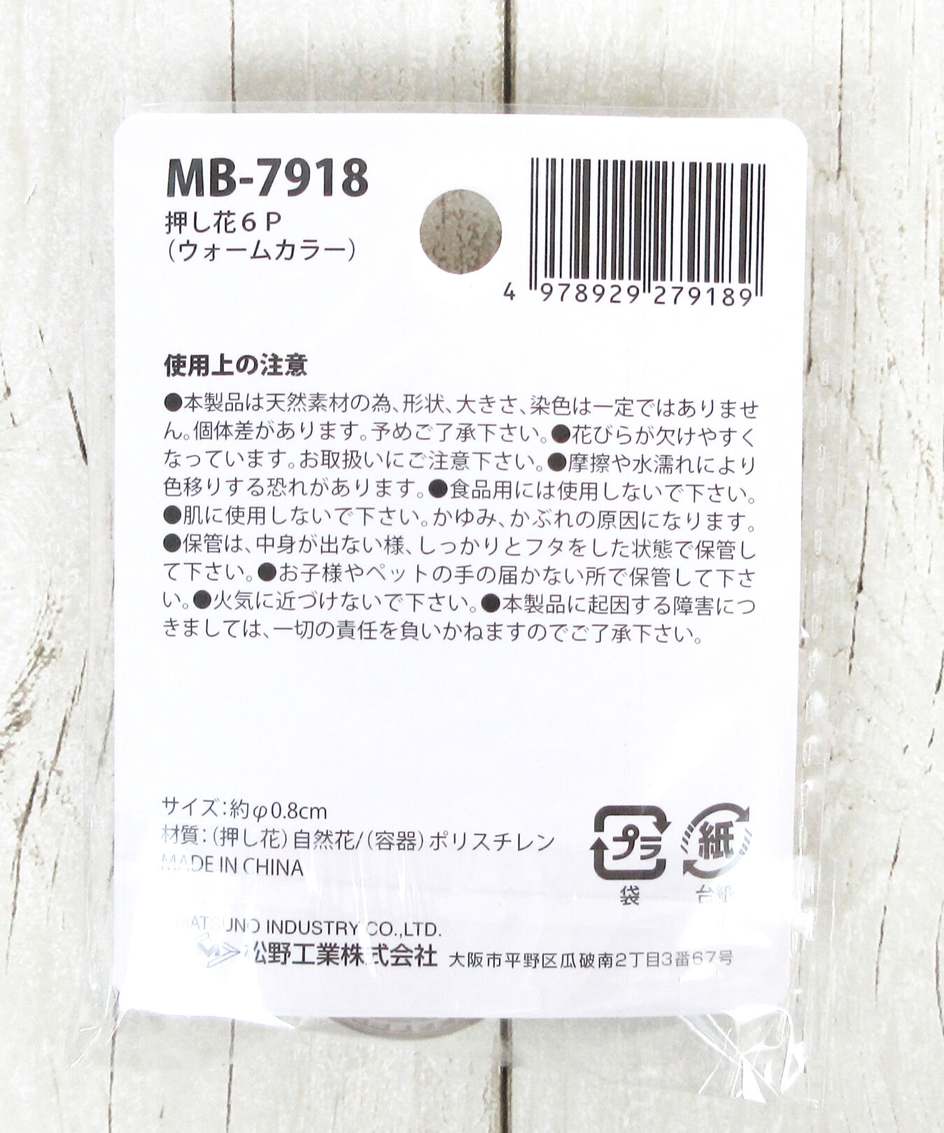 MB-7918
押し花6P
（ウォームカラー）
4 978929 279189
使用上の注意
●本製品は天然素材の為、形状、大きさ、染色は一定ではありませ
ん。個体差があります。予めご了承下さい。●花びらが欠けやすく
なっています。お取扱いにご注意下さい。●摩擦や水濡れにより
色移りする恐れがあります。●食品用には使用しないで下さい。
●肌に使用しないで下さい。かゆみ、かぶれの原因になります。
●保管は、中身が出ない様、しっかりとフタをした状態で保管し
て下さい。●お子様やペットの手の届かない所で保管して下さ
い。●火気に近づけないで下さい。●本製品に起因する障害につ
きましては、一切の責任を負いかねますのでご了承下さい。
サイズ：約φ0.8cm
材質：（押し花）自然花/（容器）ポリスチレン
MADE IN CHINA
プラ
袋
紙
台紙
MATSUNO INDUSTRY CO.,LTD.
松野工業株式会社 大阪市平野区瓜破南2丁目3番67号